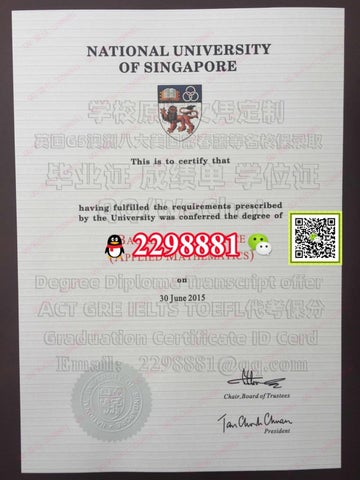 NATIONAL UNIVERSITY
OF SINGAPORE
学校原版文凭定制
英国G5澳洲八大美国常春藤等名校保录取
This is to certify that
毕业证 成绩单 学位证
having fulfilled the requirements prescribed
by the University was conferred the degree of
2298881
(APPLIED MATHEMATICS)
on
Degree Diploma Transcript offer
30 June 2015
ACT GRE IELTS TOEFL代考保分
Graduation Certificate ID Card
Email: 2298881@qq.com
Chair, Board of Trustees
President